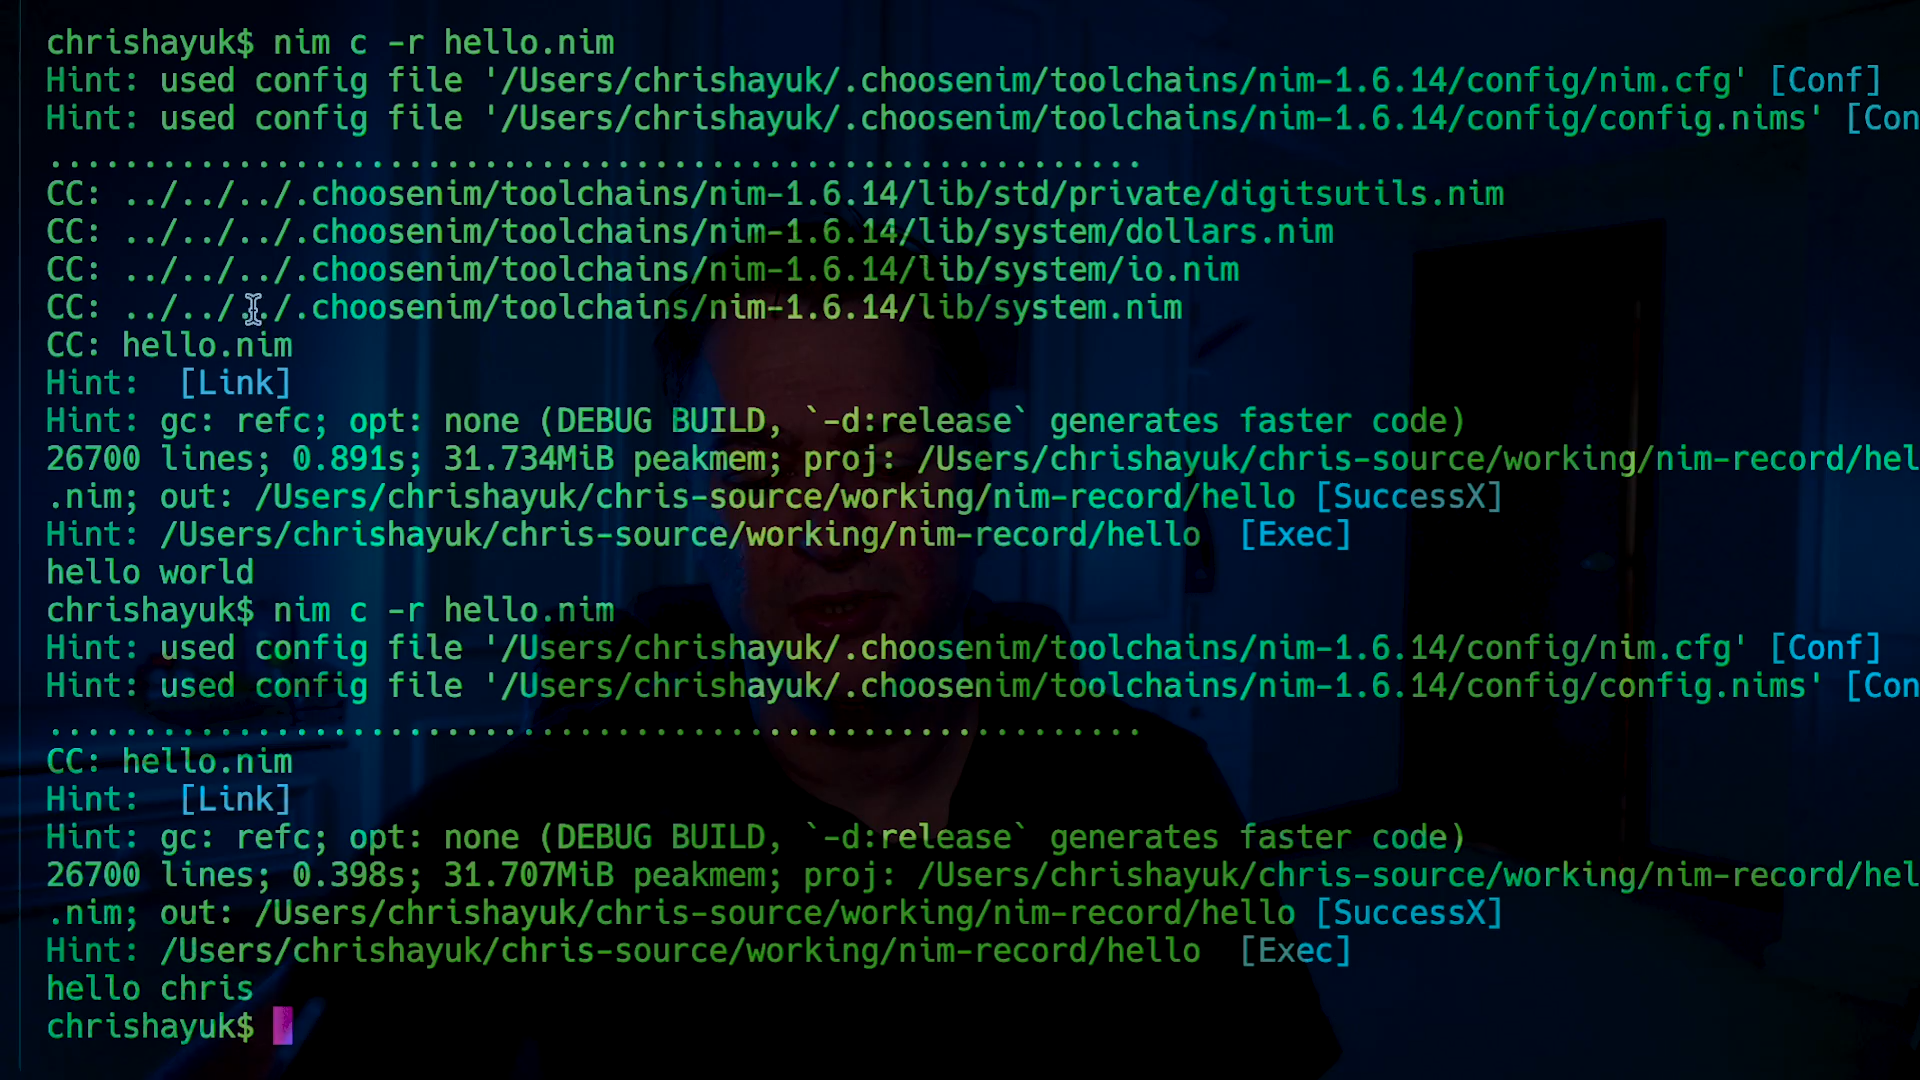 chrishayuk$ nim c -r hello.nim
Hint: used config file '/Users/chrishayuk/.choosenim/toolchains/nim-1.6.14/config/nim.cfg' [Conf]
Hint: used config file '/Users/chrishayuk/.choosenim/toolchains/nim-1.6.14/config/config.nims' [Con
..........................................................
CC: ../../../.choosenim/toolchains/nim-1.6.14/lib/std/private/digitsutils.nim
CC: ../../../.choosenim/toolchains/nim-1.6.14/lib/system/dollars.nim
CC: ../../../.choosenim/toolchains/nim-1.6.14/lib/system/io.nim
CC: ../../../.choosenim/toolchains/nim-1.6.14/lib/system.nim
CC: hello.nim
Hint:  [Link]
Hint: gc: refc; opt: none (DEBUG BUILD, `-d:release` generates faster code)
26700 lines; 0.891s; 31.734MiB peakmem; proj: /Users/chrishayuk/chris-source/working/nim-record/hel
.nim; out: /Users/chrishayuk/chris-source/working/nim-record/hello [SuccessX]
Hint: /Users/chrishayuk/chris-source/working/nim-record/hello  [Exec]
hello world
chrishayuk$ nim c -r hello.nim
Hint: used config file '/Users/chrishayuk/.choosenim/toolchains/nim-1.6.14/config/nim.cfg' [Conf]
Hint: used config file '/Users/chrishayuk/.choosenim/toolchains/nim-1.6.14/config/config.nims' [Con
..........................................................
CC: hello.nim
Hint:  [Link]
Hint: gc: refc; opt: none (DEBUG BUILD, `-d:release` generates faster code)
26700 lines; 0.398s; 31.707MiB peakmem; proj: /Users/chrishayuk/chris-source/working/nim-record/hel
.nim; out: /Users/chrishayuk/chris-source/working/nim-record/hello [SuccessX]
Hint: /Users/chrishayuk/chris-source/working/nim-record/hello  [Exec]
hello chris
chrishayuk$